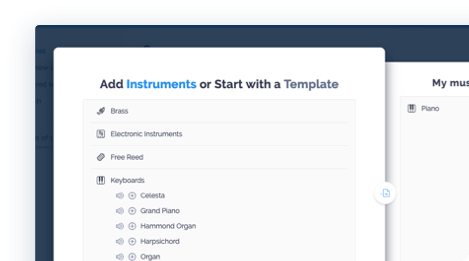 Add Instruments or Start with a Template
Brass
Electronic Instruments
Free Reed
Keyboards
Celesta
Grand Piano
Hammond Organ
Harpsichord
Organ
My mus
Piano